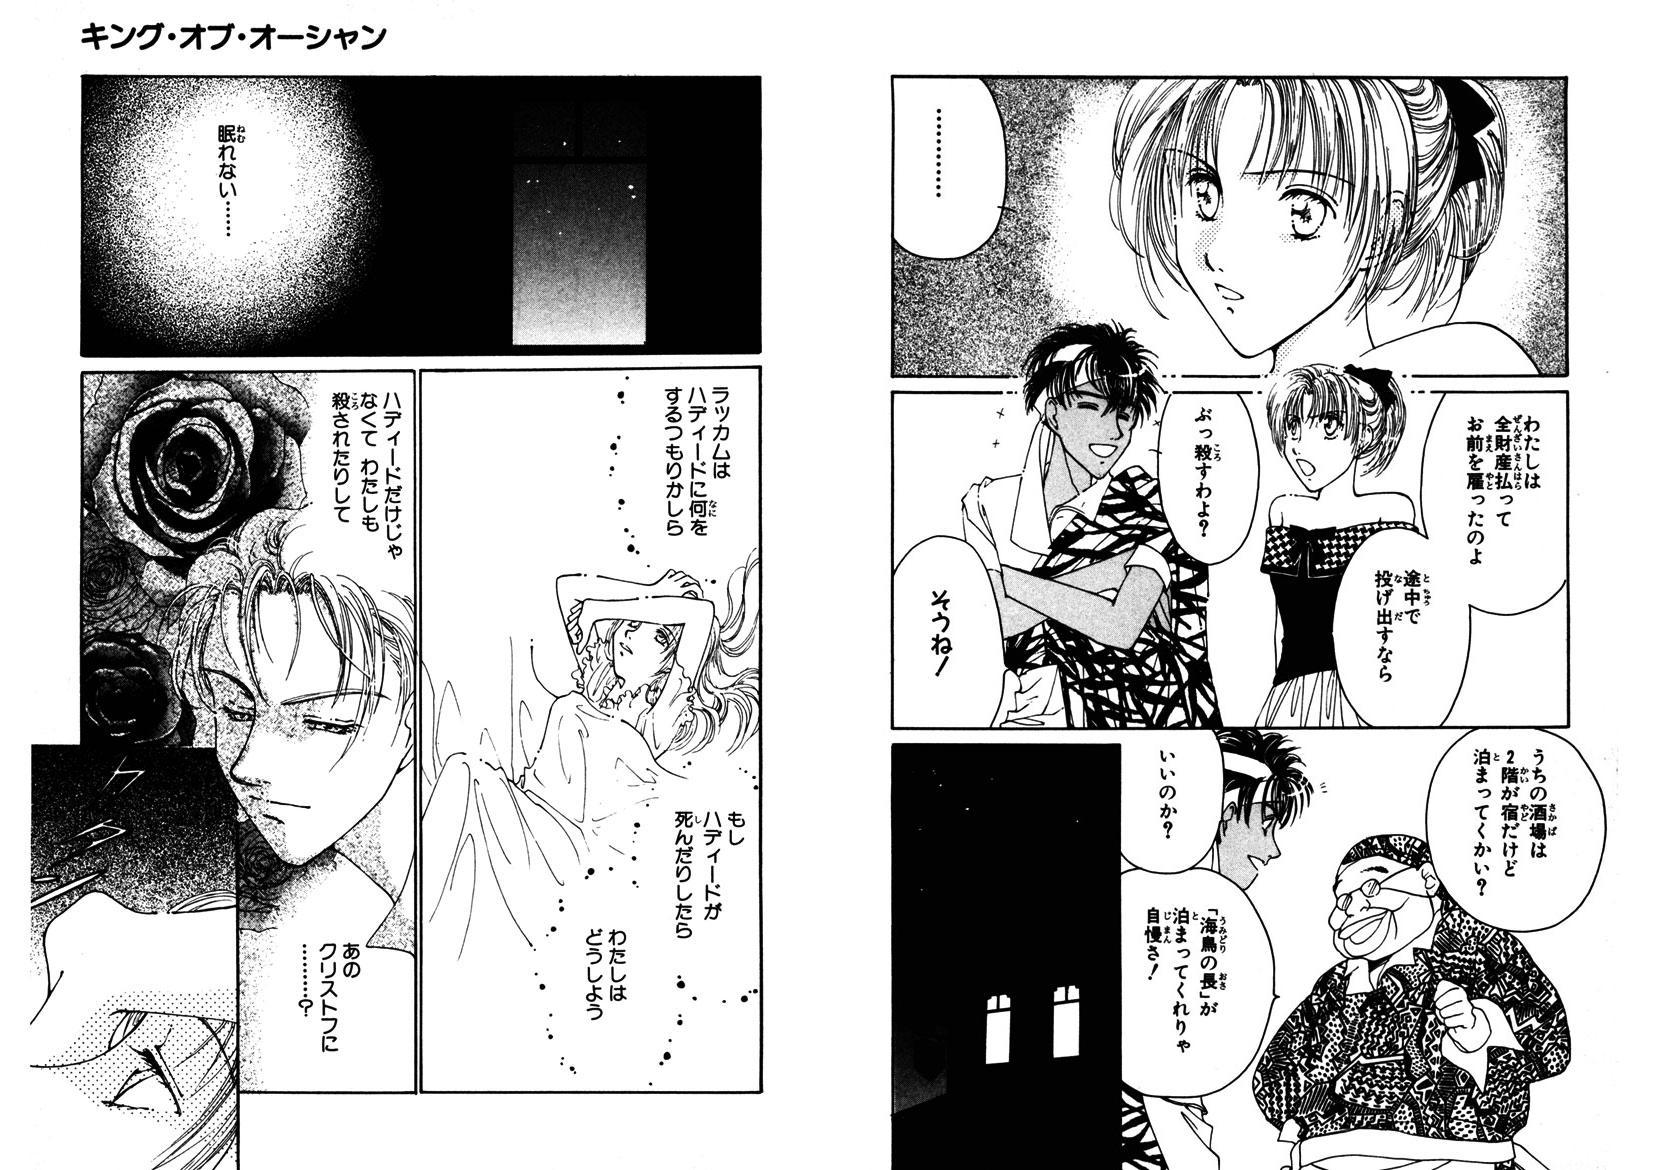 …………
わたしは
全財産払って
お前を雇ったのよ
途中で
投げ出すなら
ぶっ殺すわよ？
そうね！
うちの酒場は
2階が宿だけど
泊まってくかい？
いいのか？
「海鳥の長」が
泊まってくれりゃ
自慢さ！
キング・オブ・オーシャン
眠れない……
ラッカムは
ハディードに何を
するつもりかしら
もし
ハディードが
死んだりしたら
わたしは
どうしよう
ハディードだけじゃ
なくて わたしも
殺されたりして
あの
クリストフに
…………？